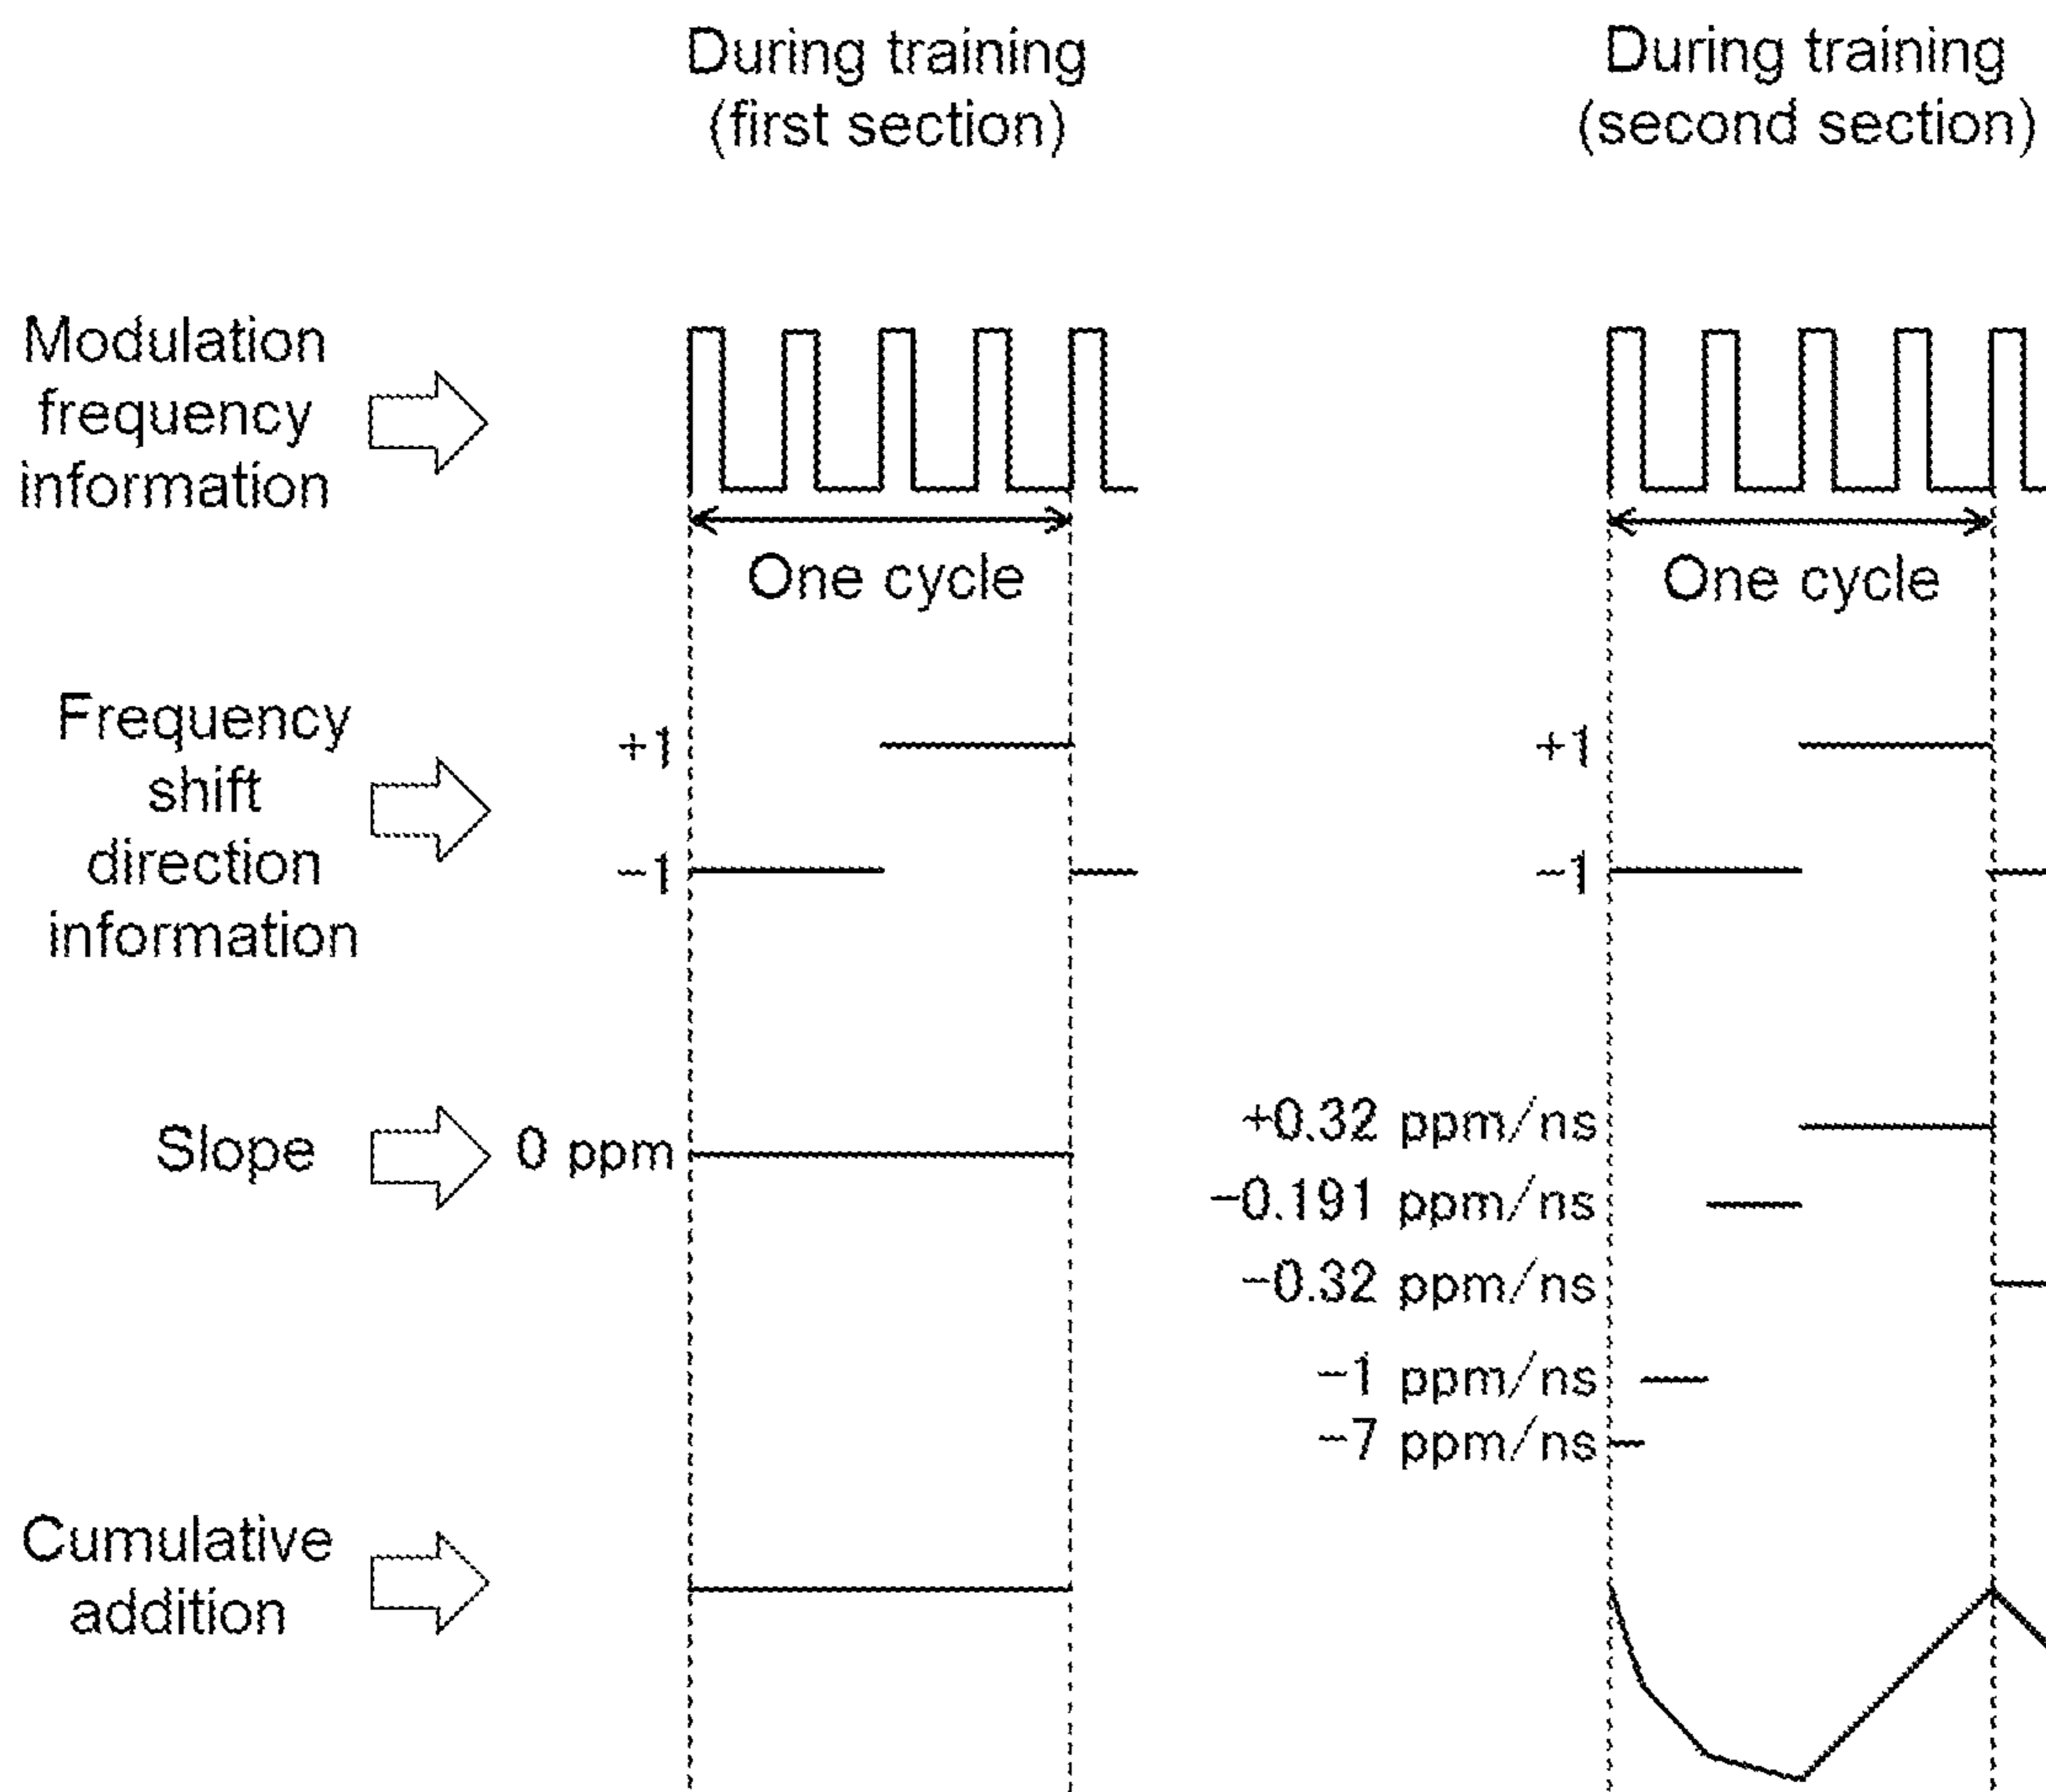 During training
(first section)
During training
(second section)
Modulation
frequency
information
One cycle
One cycle
Frequency
shift
direction
information
+1
−1
+1
−1
Slope
0 ppm
+0.32 ppm/ns
−0.191 ppm/ns
−0.32 ppm/ns
−1 ppm/ns
−7 ppm/ns
Cumulative
addition